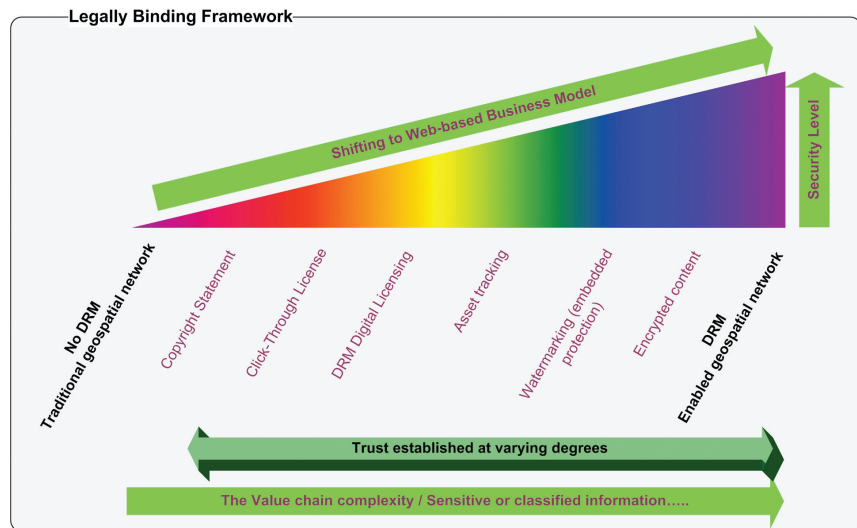 Legally Binding Framework
Shifting to Web-based Business Model
Security Level
No DRM
Traditional geospatial network
Copyright Statement
Click-Through License
DRM Digital Licensing
Asset tracking
Watermarking (embedded
protection)
Encrypted content
DRM
Enabled geospatial network
Trust established at varying degrees
The Value chain complexity / Sensitive or classified information.....